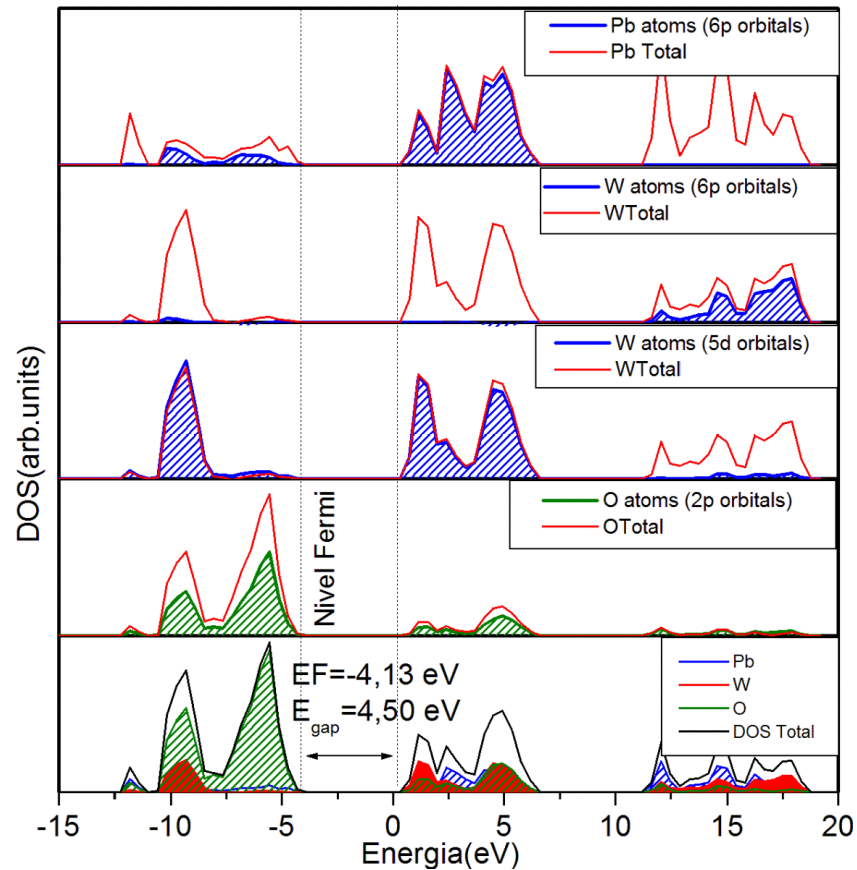 Pb atoms (6p orbitals)
Pb Total
W atoms (6p orbitals)
WTotal
W atoms (5d orbitals)
WTotal
O atoms (2p orbitals)
OTotal
DOS(arb.units)
Nivel Fermi
EF=-4,13 eV
E gap =4,50 eV
Pb
W
O
DOS Total
-15 -10 -5 0 5 10 15 20
Energia(eV)